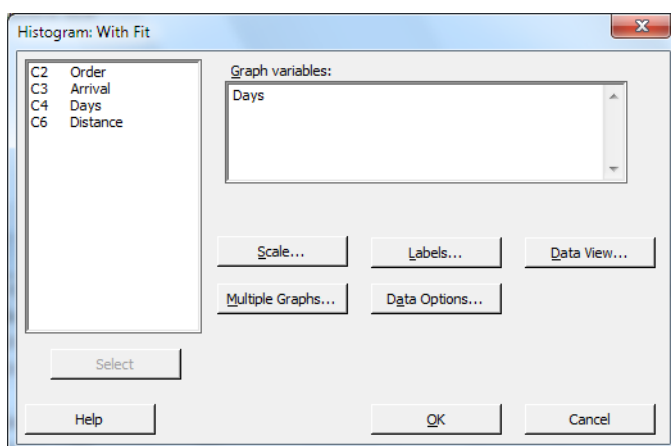 Histogram: With Fit
C2 Order
C3 Arrival
C4 Days
C6 Distance
Graph variables:
Days
Scale...
Labels...
Data View...
Multiple Graphs...
Data Options...
Select
Help
OK
Cancel